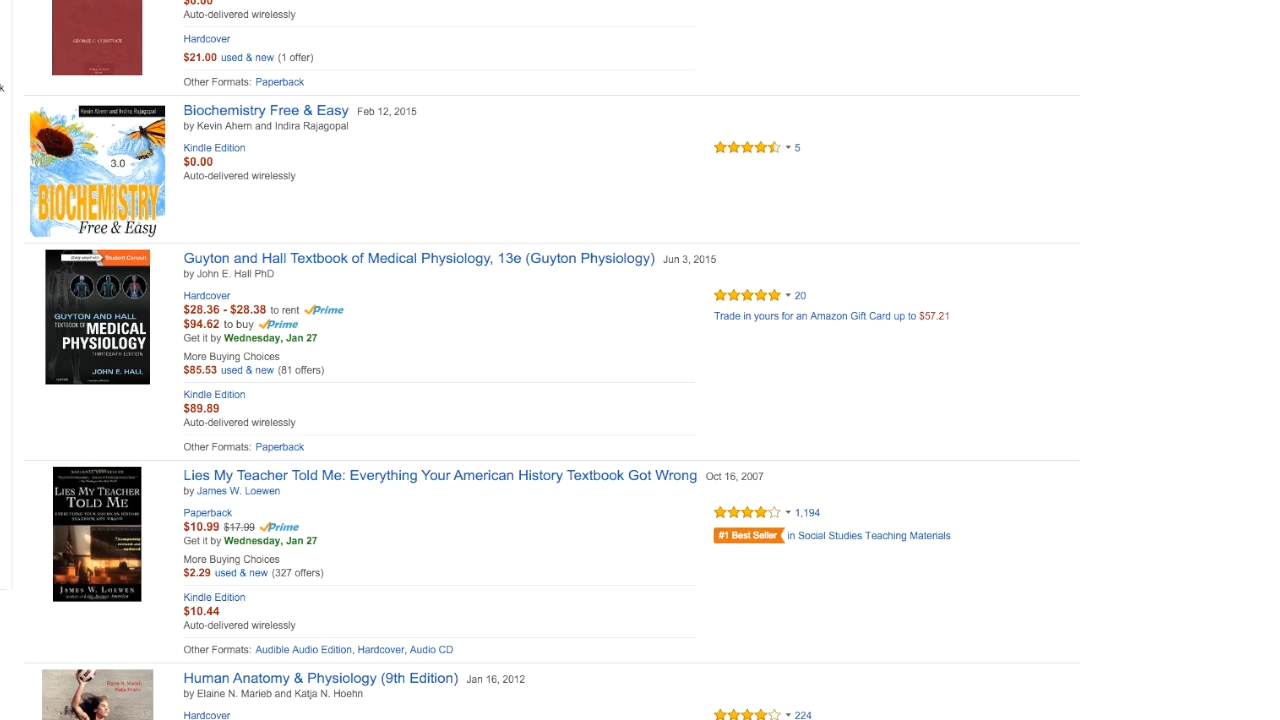 $0.00
Auto-delivered wirelessly
GEORGE C. COMSTOCK
Hardcover
$21.00 used & new (1 offer)
Other Formats: Paperback
k
Kevin Ahern and Indira Rajagopal
3.0
BIOCHEMISTRY
Free & Easy
Biochemistry Free & Easy Feb 12, 2015
by Kevin Ahern and Indira Rajagopal
Kindle Edition
5
$0.00
Auto-delivered wirelessly
Student Consult
GUYTON AND HALL
TEXTBOOK OF MEDICAL
PHYSIOLOGY
THIRTEENTH EDITION
JOHN E. HALL
Guyton and Hall Textbook of Medical Physiology, 13e (Guyton Physiology) Jun 3, 2015
by John E. Hall PhD
Hardcover
20
$28.36 - $28.38 to rent Prime
Trade in yours for an Amazon Gift Card up to $57.21
$94.62 to buy Prime
Get it by Wednesday, Jan 27
More Buying Choices
$85.53 used & new (81 offers)
Kindle Edition
$89.89
Auto-delivered wirelessly
Other Formats: Paperback
LIES MY TEACHER
TOLD ME
EVERYTHING YOUR AMERICAN HISTORY
TEXTBOOK GOT WRONG
JAMES W. LOEWEN
Lies My Teacher Told Me: Everything Your American History Textbook Got Wrong Oct 16, 2007
by James W. Loewen
Paperback
1,194
$10.99 $17.99 Prime
#1 Best Seller in Social Studies Teaching Materials
Get it by Wednesday, Jan 27
More Buying Choices
$2.29 used & new (327 offers)
Kindle Edition
$10.44
Auto-delivered wirelessly
Other Formats: Audible Audio Edition, Hardcover, Audio CD
Human Anatomy & Physiology (9th Edition) Jan 16, 2012
by Elaine N. Marieb and Katja N. Hoehn
Hardcover
224